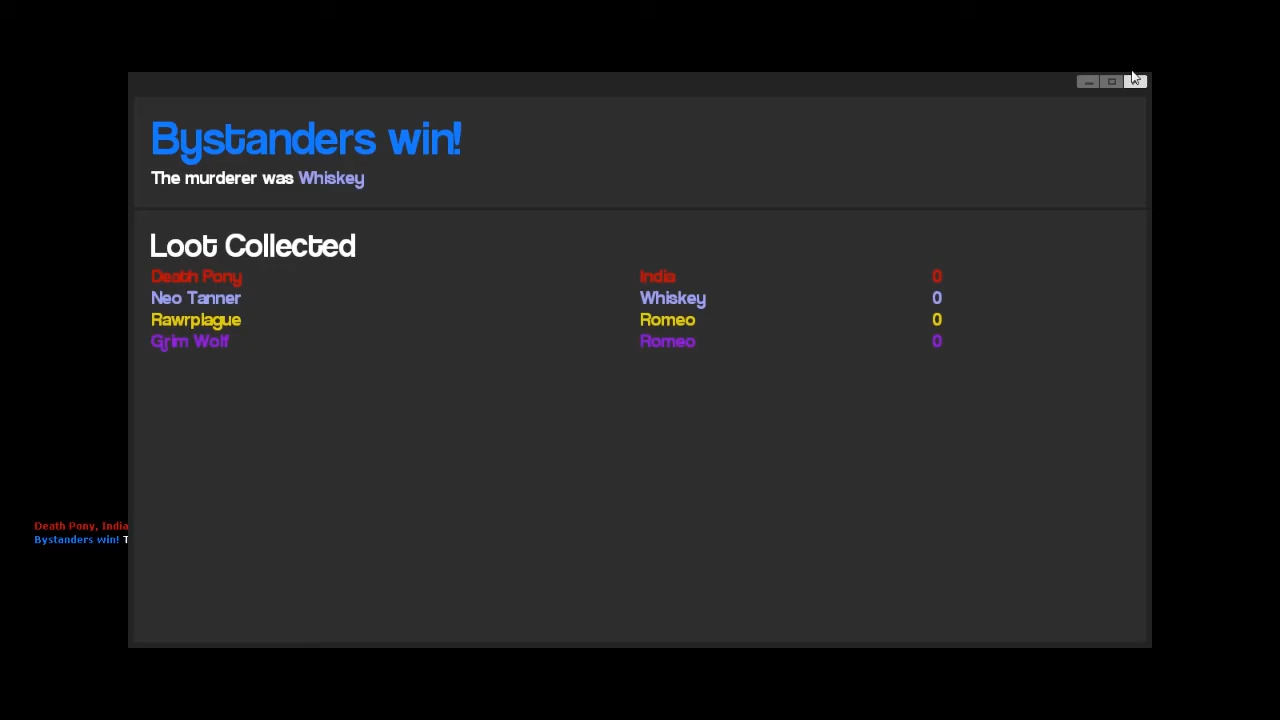 Bystanders win!
The murderer was Whiskey
Loot Collected
Death Pony India 0
Neo Tanner Whiskey 0
Rawrplague Romeo 0
Grim Wolf Romeo 0
Death Pony, India
Bystanders win! T